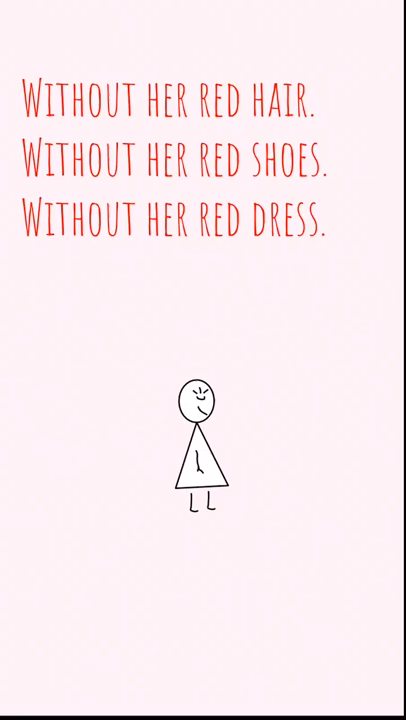 Without her red hair.
Without her red shoes.
Without her red dress.